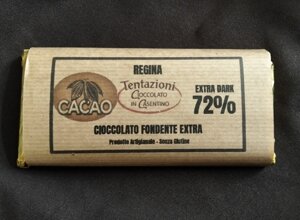 REGINA
Tentazioni
CIOCCOLATO
IN CASENTINO
CACAO
EXTRA DARK
72%
CIOCCOLATO FONDENTE EXTRA
Prodotto Artigianale - Senza Glutine